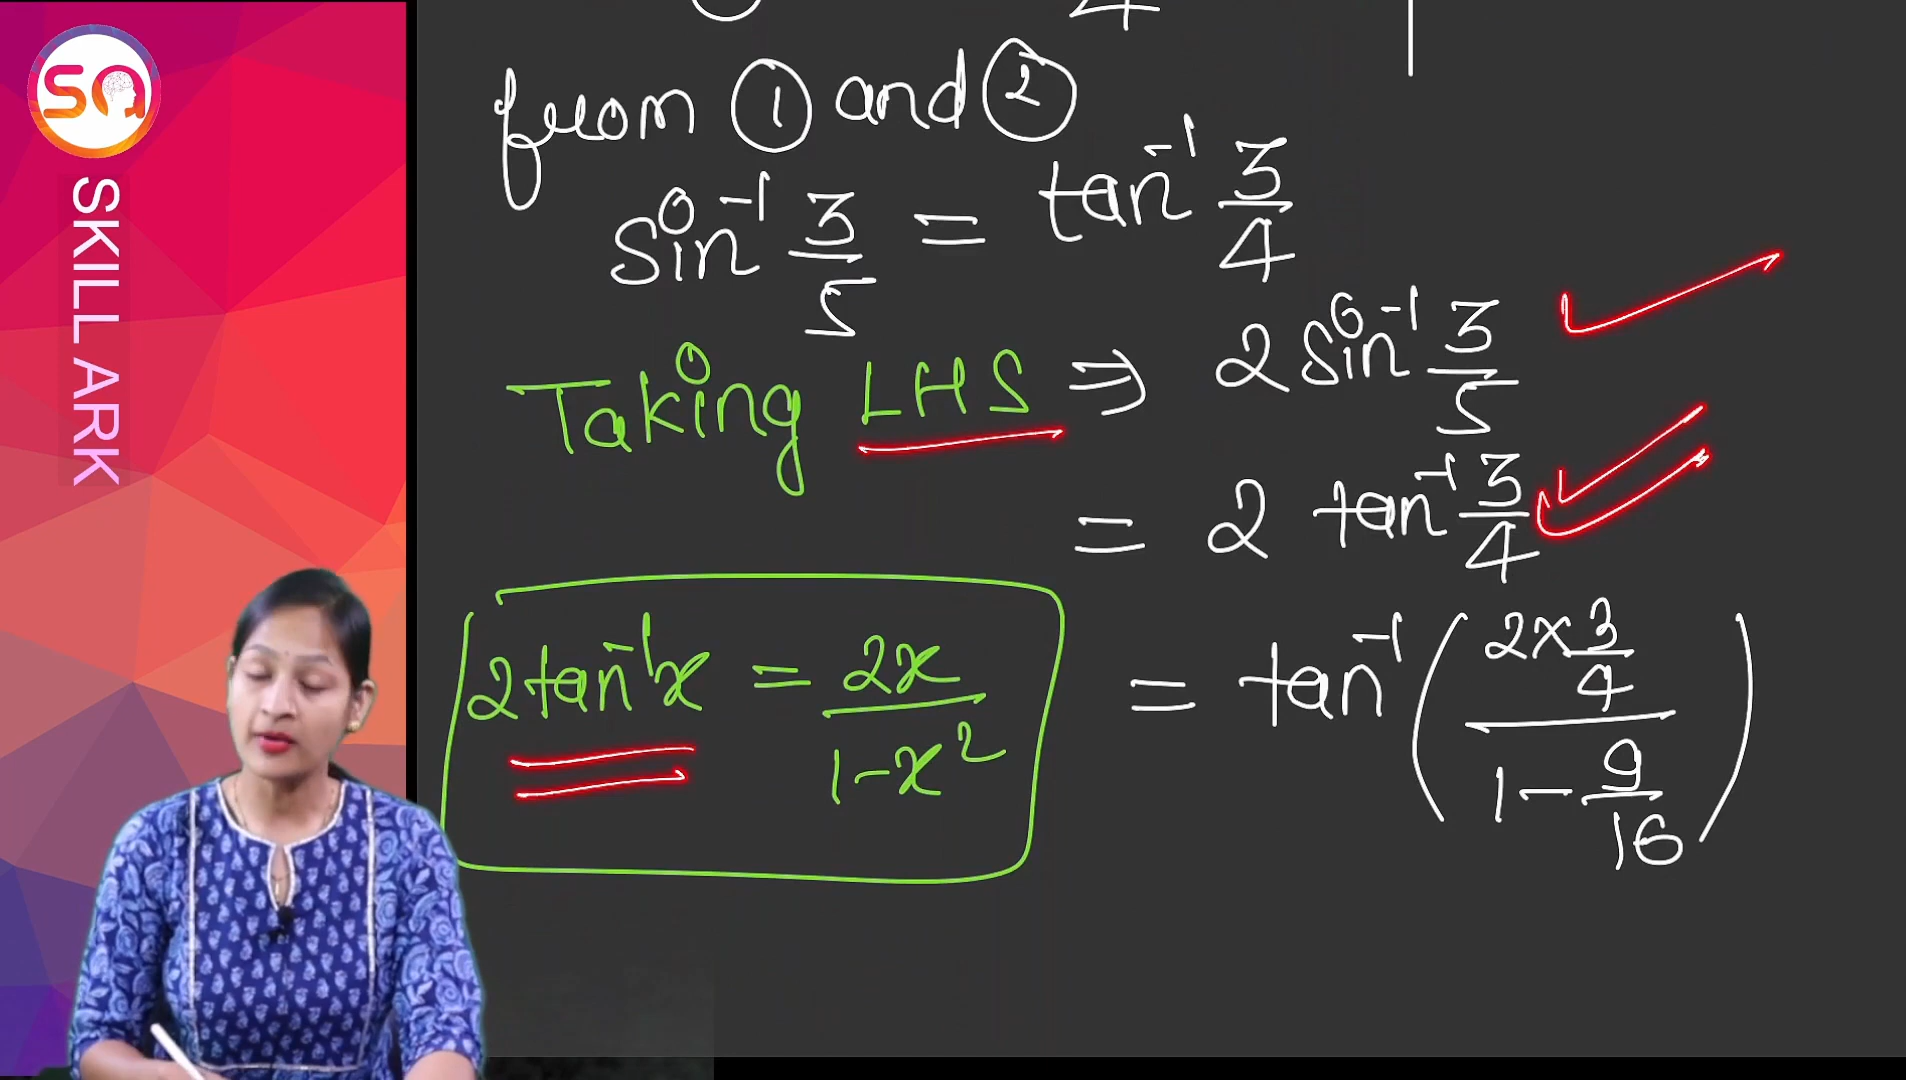 SA
SKILL ARK
4
from ① and ②
sin⁻¹ 3/5 = tan⁻¹ 3/4
Taking LHS ⇒ 2 sin⁻¹ 3/5
= 2 tan⁻¹ 3/4
2tan⁻¹x = 2x/(1-x²)
= tan⁻¹ ( (2×3/4) / (1-9/16) )